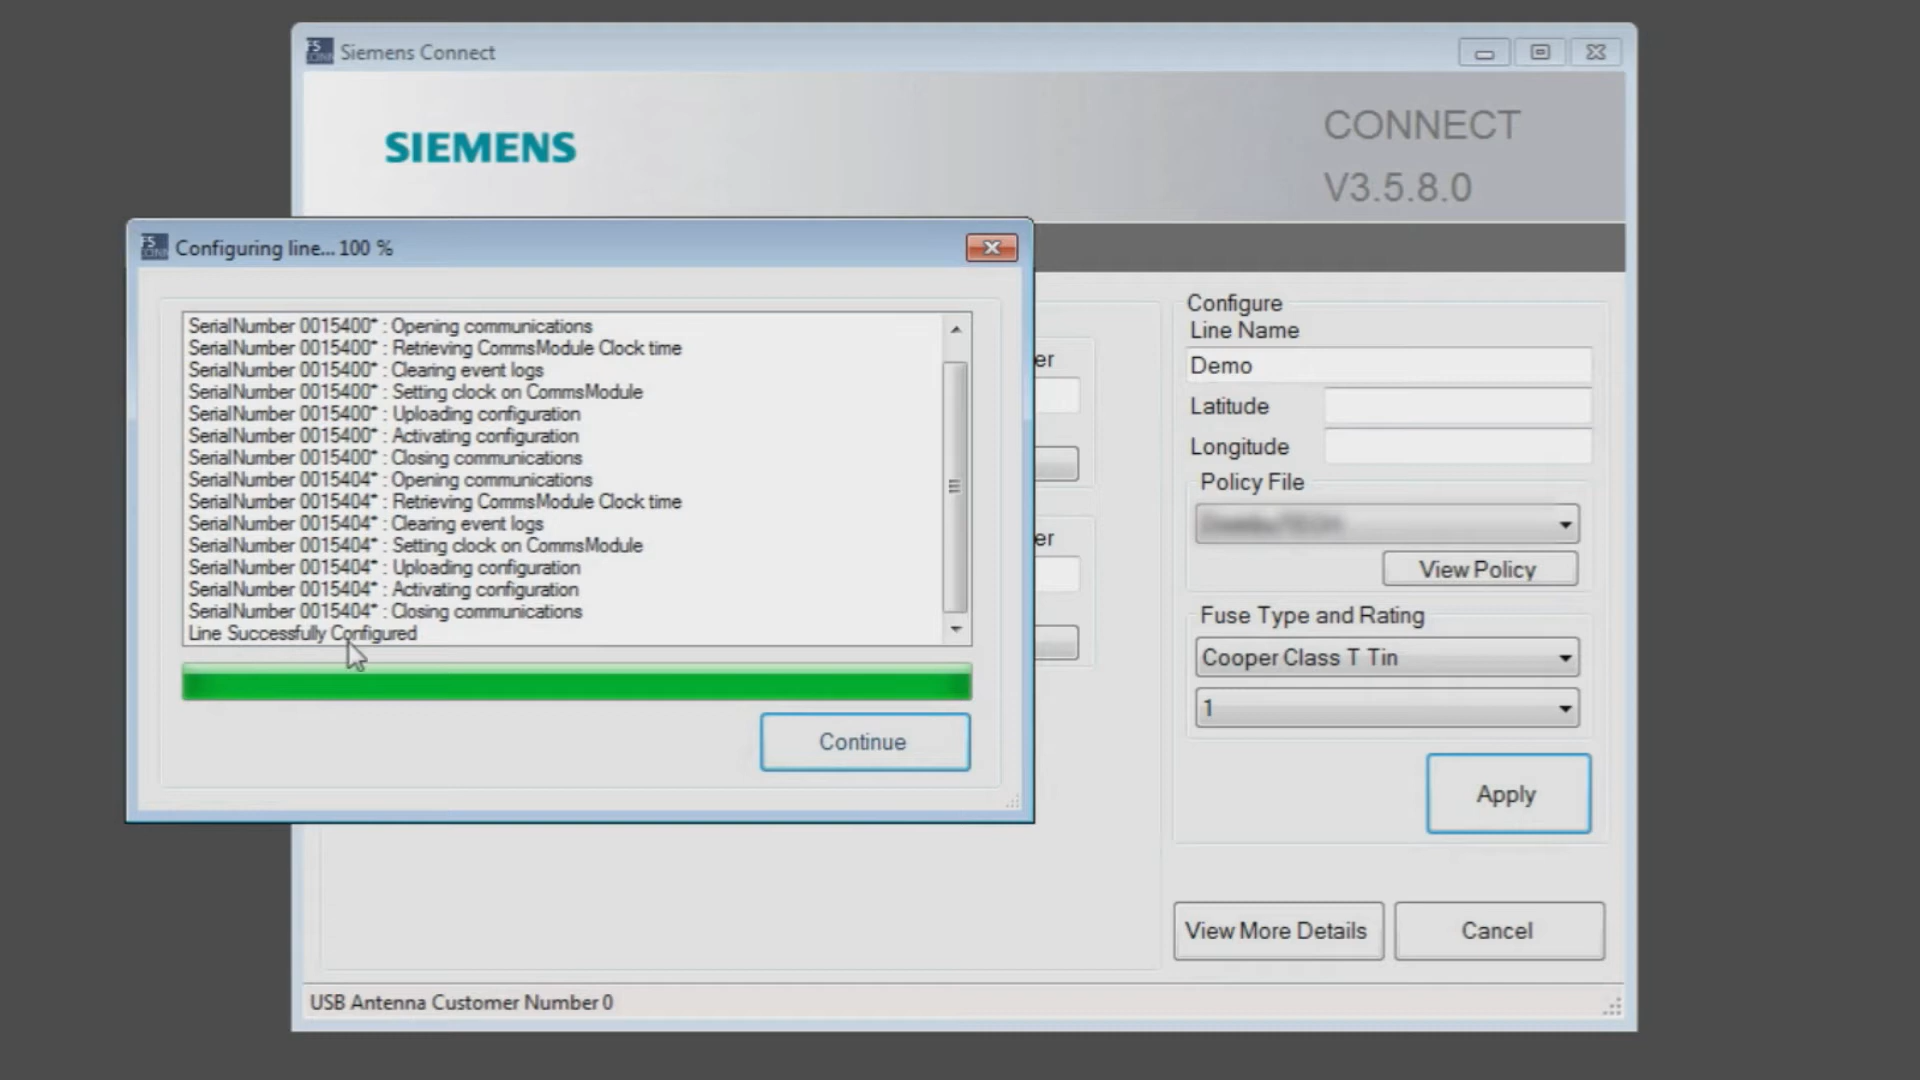 Siemens Connect
SIEMENS
CONNECT
V3.5.8.0
Configuring line... 100 %
SerialNumber 0015400* : Opening communications
SerialNumber 0015400* : Retrieving CommsModule Clock time
SerialNumber 0015400* : Clearing event logs
SerialNumber 0015400* : Setting clock on CommsModule
SerialNumber 0015400* : Uploading configuration
SerialNumber 0015400* : Activating configuration
SerialNumber 0015400* : Closing communications
SerialNumber 0015404* : Opening communications
SerialNumber 0015404* : Retrieving CommsModule Clock time
SerialNumber 0015404* : Clearing event logs
SerialNumber 0015404* : Setting clock on CommsModule
SerialNumber 0015404* : Uploading configuration
SerialNumber 0015404* : Activating configuration
SerialNumber 0015404* : Closing communications
Line Successfully Configured
Continue
er
er
Configure
Line Name
Demo
Latitude
Longitude
Policy File
View Policy
Fuse Type and Rating
Cooper Class T Tin
1
Apply
View More Details
Cancel
USB Antenna Customer Number 0